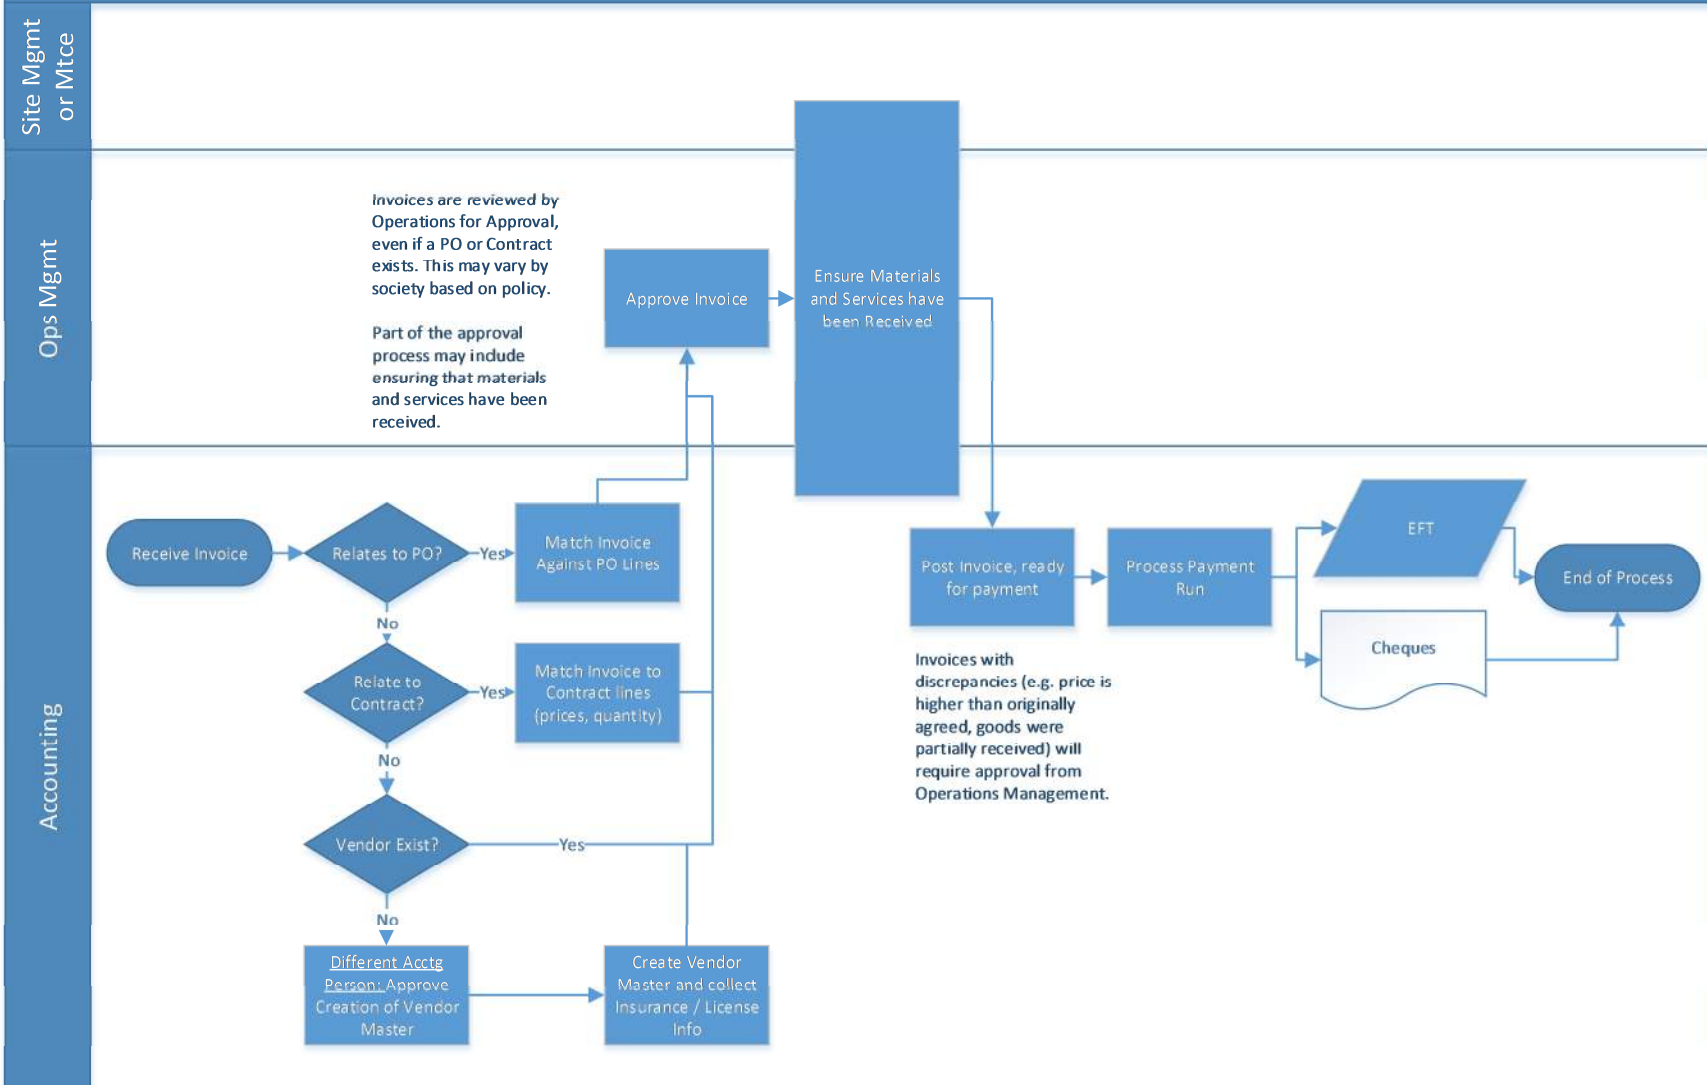 Site Mgmt
or Mtce
Ops Mgmt
Accounting
Invoices are reviewed by
Operations for Approval,
even if a PO or Contract
exists. This may vary by
society based on policy.
Part of the approval
process may include
ensuring that materials
and services have been
received.
Approve Invoice
Ensure Materials
and Services have
been Received
Receive Invoice
Relates to PO?
Yes
Match Invoice
Against PO Lines
No
Relate to
Contract?
Yes
Match Invoice to
Contract lines
(prices, quantity)
No
Vendor Exist?
Yes
No
Different Acctg
Person: Approve
Creation of Vendor
Master
Create Vendor
Master and collect
Insurance / License
Info
Post Invoice, ready
for payment
Process Payment
Run
EFT
Cheques
End of Process
Invoices with
discrepancies (e.g. price is
higher than originally
agreed, goods were
partially received) will
require approval from
Operations Management.